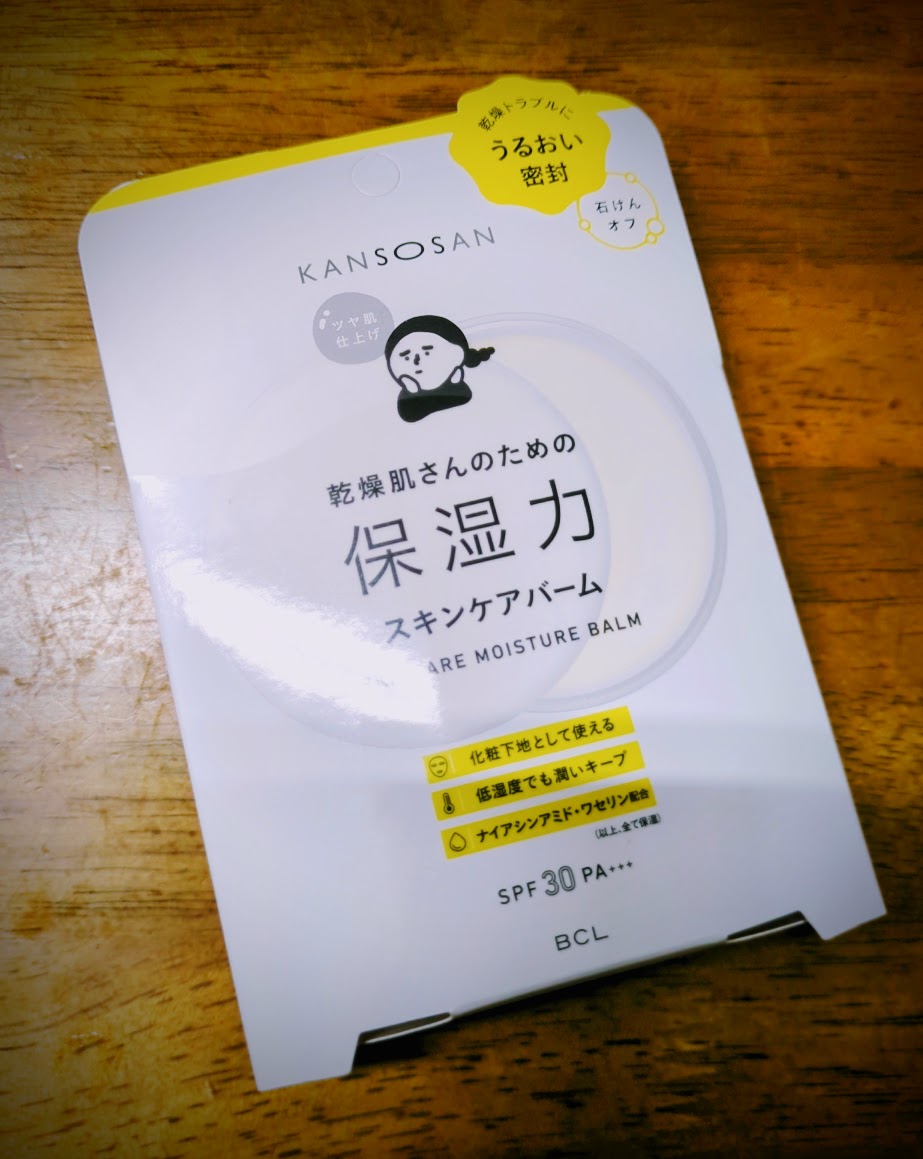 乾燥トラブルに
うるおい
密封
石けん
オフ
KANSOSAN
ツヤ肌
仕上げ
乾燥肌さんのための
保湿力
スキンケアバーム
MOISTURE BALM
化粧下地として使える
低湿度でも潤いキープ
ナイアシンアミド・ワセリン配合
(以上、全て保湿)
SPF 30 PA+++
BCL